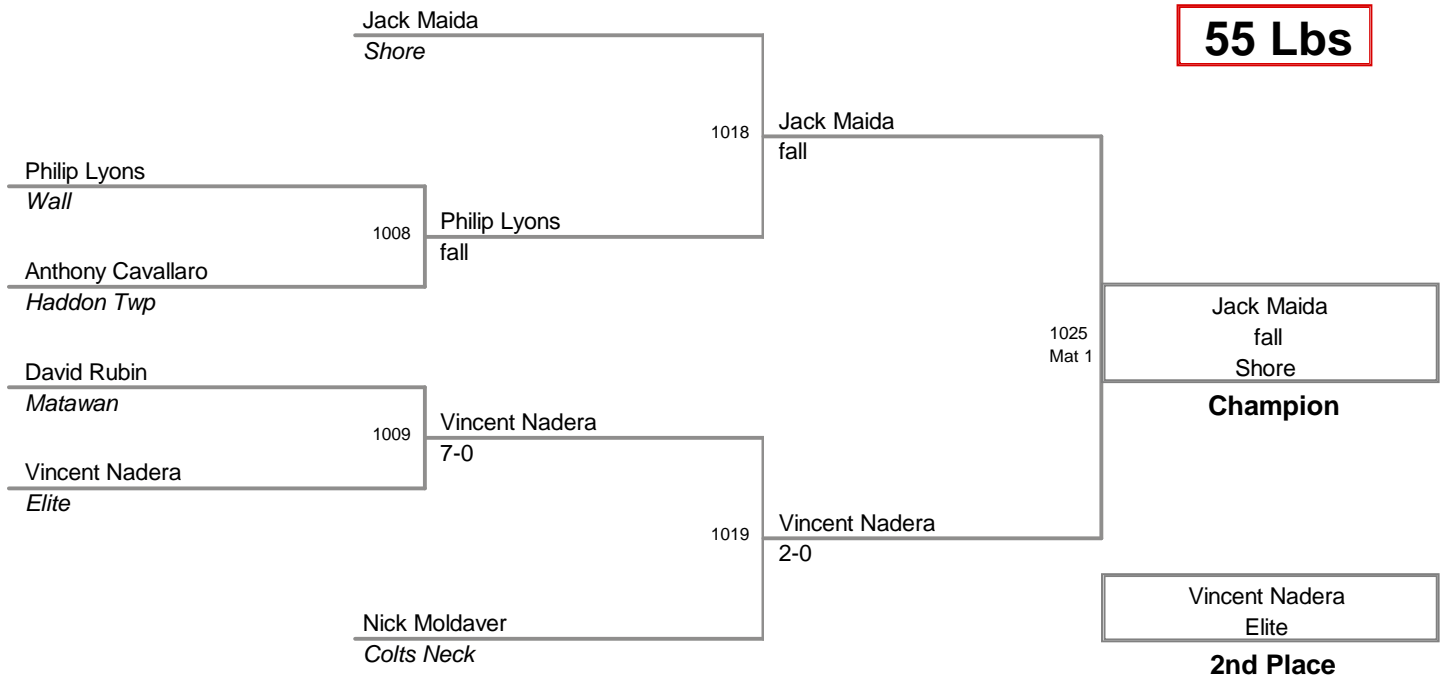 Jack Maida
Shore
55 Lbs
1018
Jack Maida
fall
Philip Lyons
Wall
1008
Philip Lyons
fall
Anthony Cavallaro
Haddon Twp
1025
Mat 1
Jack Maida
fall
Shore
Champion
David Rubin
Matawan
1009
Vincent Nadera
7-0
Vincent Nadera
Elite
1019
Vincent Nadera
2-0
Nick Moldaver
Colts Neck
Vincent Nadera
Elite
2nd Place